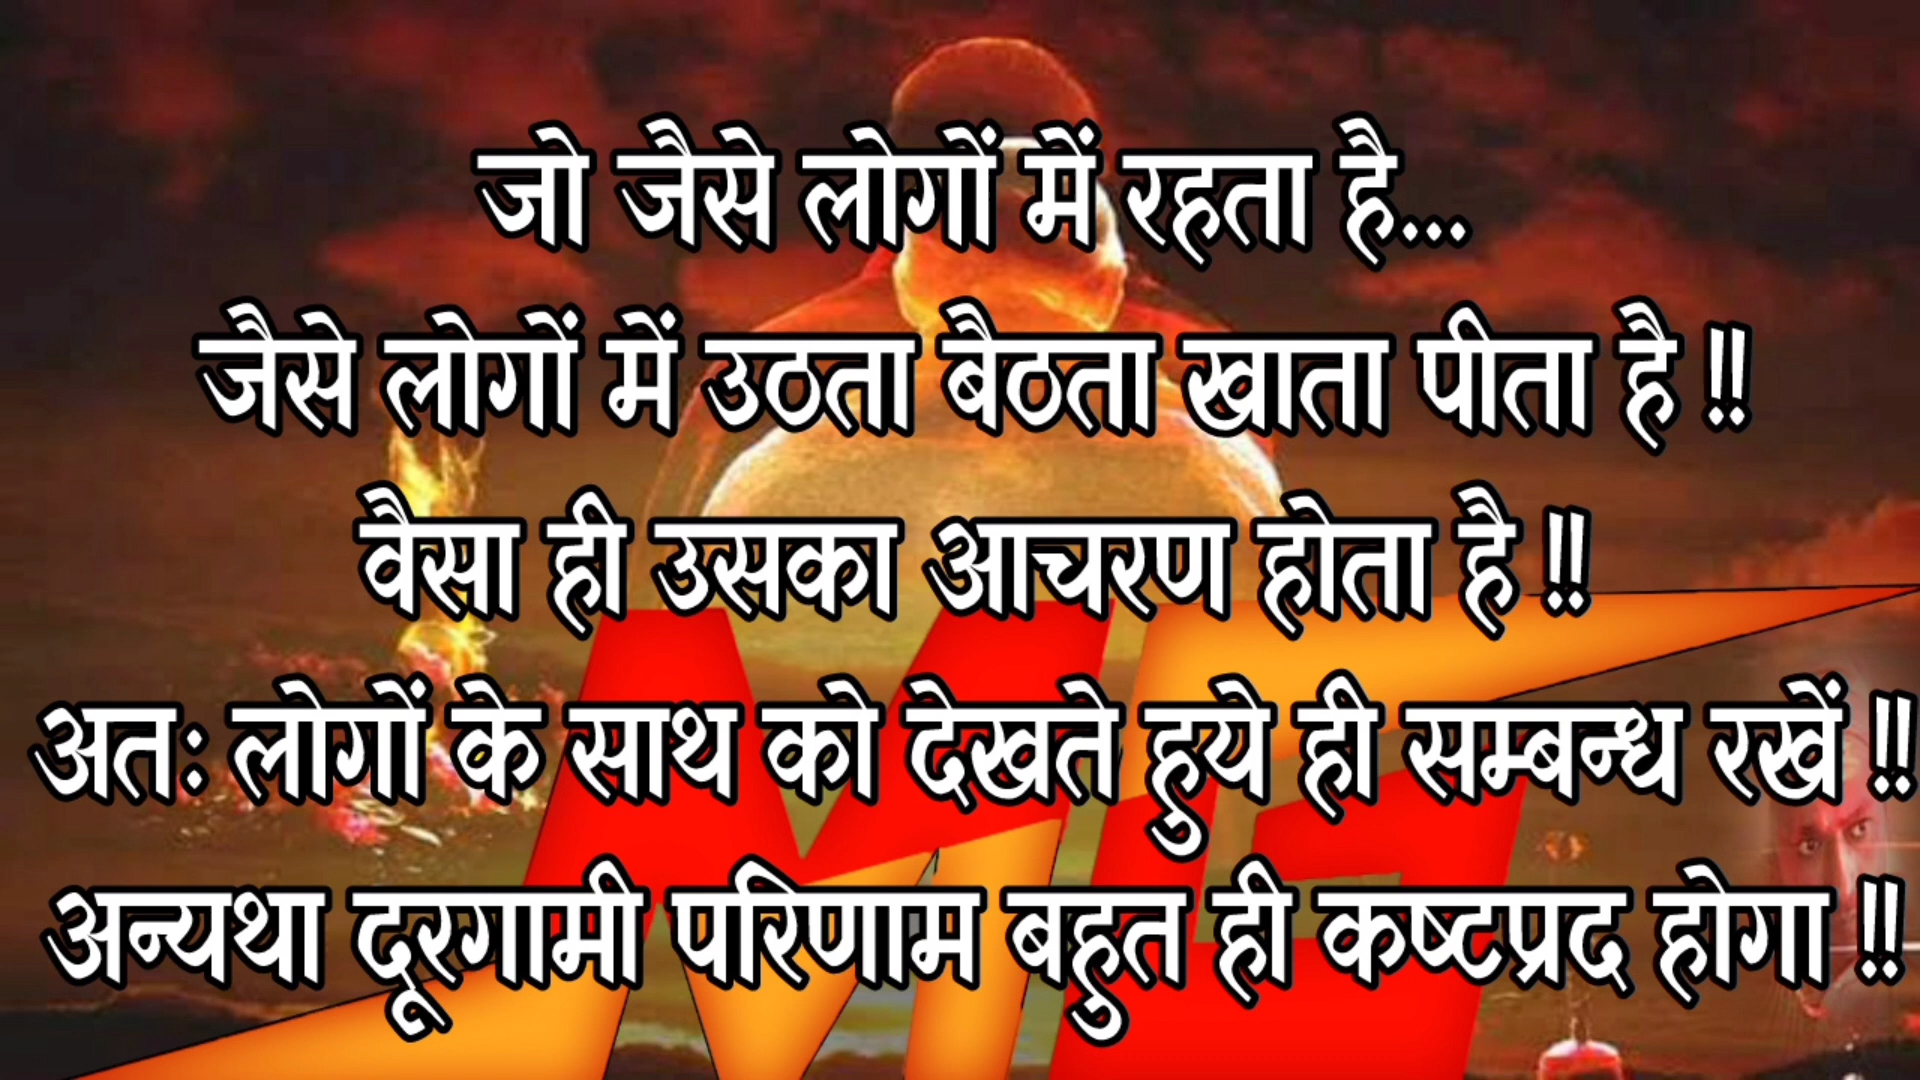 जो जैसे लोगों में रहता है...
जैसे लोगों में उठता बैठता खाता पीता है !!
वैसा ही उसका आचरण होता है !!
अतः लोगों के साथ को देखते हुये ही सम्बन्ध रखें !!
अन्यथा दूरगामी परिणाम बहुत ही कष्टप्रद होगा !!